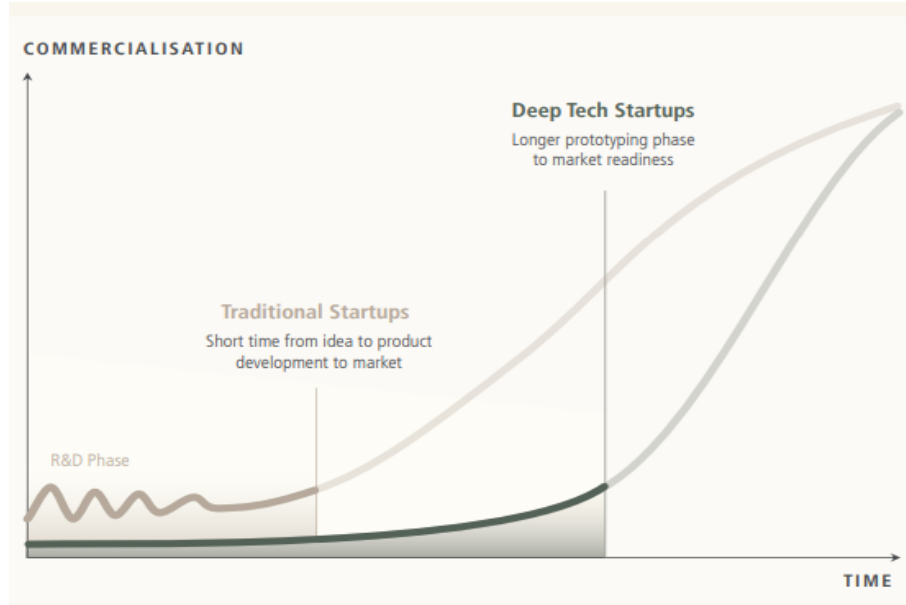 COMMERCIALISATION
Deep Tech Startups
Longer prototyping phase
to market readiness
Traditional Startups
Short time from idea to product
development to market
R&D Phase
TIME